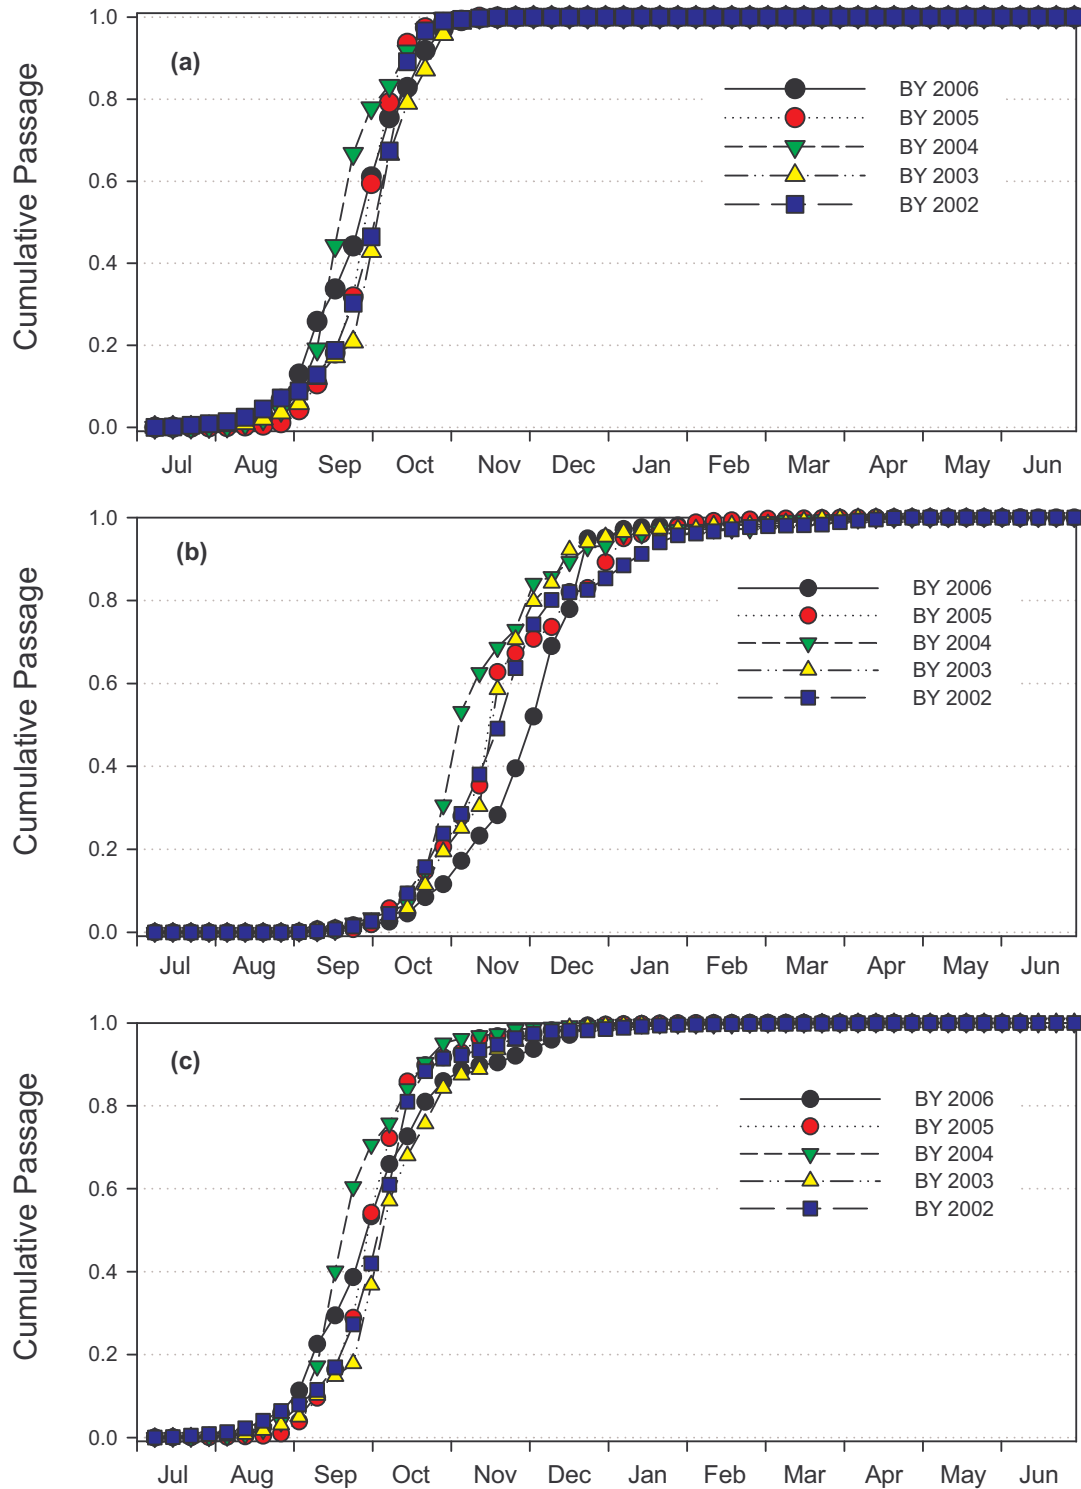 (a)
1.0
0.8
0.6
0.4
0.2
0.0
Cumulative Passage
BY 2006
BY 2005
BY 2004
BY 2003
BY 2002
Jul Aug Sep Oct Nov Dec Jan Feb Mar Apr May Jun
(b)
1.0
0.8
0.6
0.4
0.2
0.0
Cumulative Passage
BY 2006
BY 2005
BY 2004
BY 2003
BY 2002
Jul Aug Sep Oct Nov Dec Jan Feb Mar Apr May Jun
(c)
1.0
0.8
0.6
0.4
0.2
0.0
Cumulative Passage
BY 2006
BY 2005
BY 2004
BY 2003
BY 2002
Jul Aug Sep Oct Nov Dec Jan Feb Mar Apr May Jun